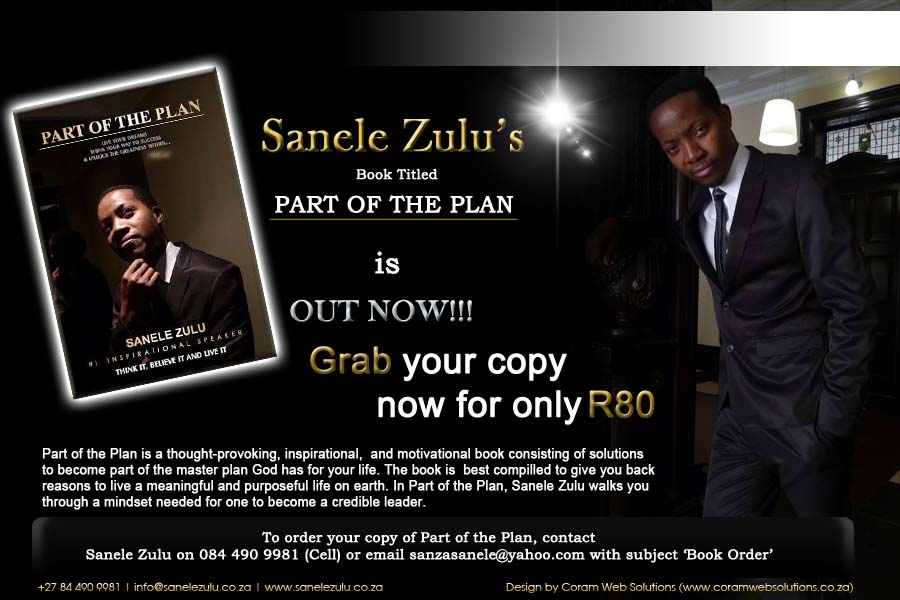 PART OF THE PLAN
LIVE YOUR DREAMS
THINK YOUR WAY TO SUCCESS
& UNLOCK THE GREATNESS WITHIN...
SANELE ZULU
#1 INSPIRATIONAL SPEAKER
THINK IT, BELIEVE IT AND LIVE IT
Sanele Zulu's
Book Titled
PART OF THE PLAN
is
OUT NOW!!!
Grab your copy
now for only R80
Part of the Plan is a thought-provoking, inspirational, and motivational book consisting of solutions
to become part of the master plan God has for your life. The book is best compilled to give you back
reasons to live a meaningful and purposeful life on earth. In Part of the Plan, Sanele Zulu walks you
through a mindset needed for one to become a credible leader.
To order your copy of Part of the Plan, contact
Sanele Zulu on 084 490 9981 (Cell) or email sanzasanele@yahoo.com with subject 'Book Order'
+27 84 490 9981 | info@sanelezulu.co.za | www.sanelezulu.co.za
Design by Coram Web Solutions (www.coramwebsolutions.co.za)